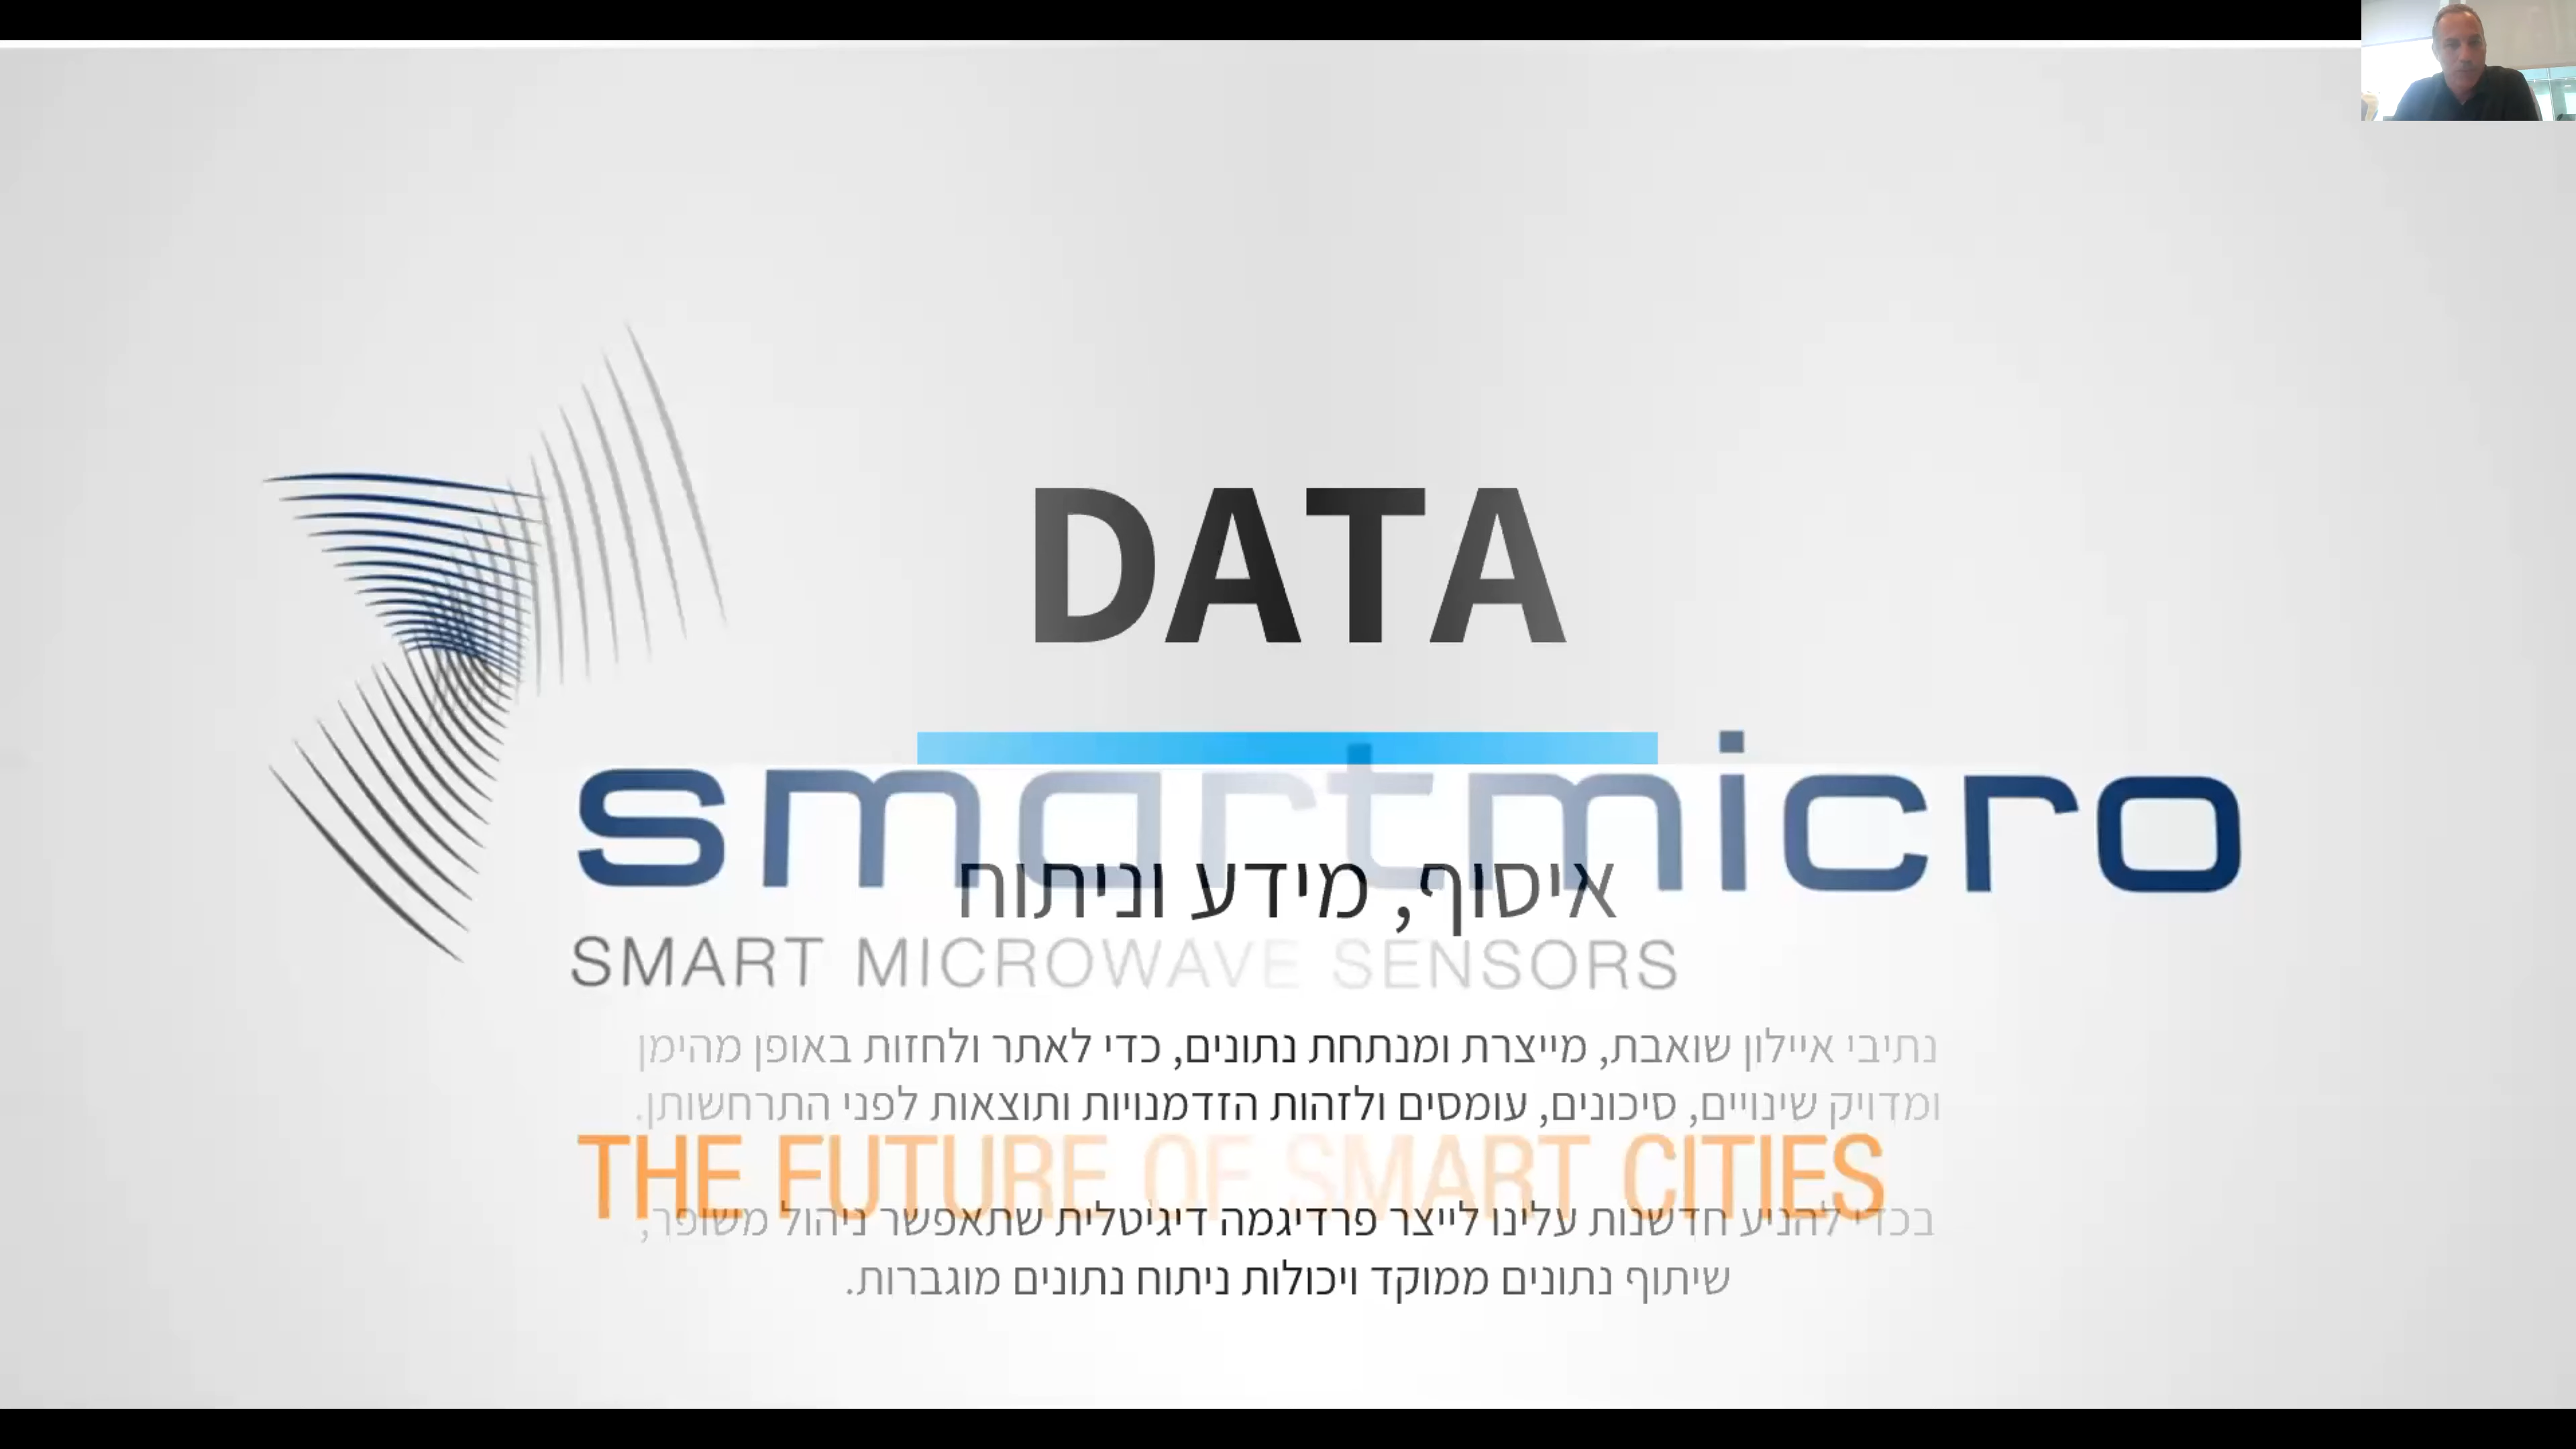 DATA
smartmicro
איסוף, מידע וניתוח
SMART MICROWAVE SENSORS
נתיבי איילון שואבת, מייצרת ומנתחת נתונים, כדי לאתר ולחזות באופן מהימן
ומדויק שינויים, סיכונים, עומסים ולזהות הזדמנויות ותוצאות לפני התרחשותן.
THE FUTURE OF SMART CITIES
בכדי להניע חדשנות עלינו לייצר פרדיגמה דיגיטלית שתאפשר ניהול משופר,
שיתוף נתונים ממוקד ויכולות ניתוח נתונים מוגברות.